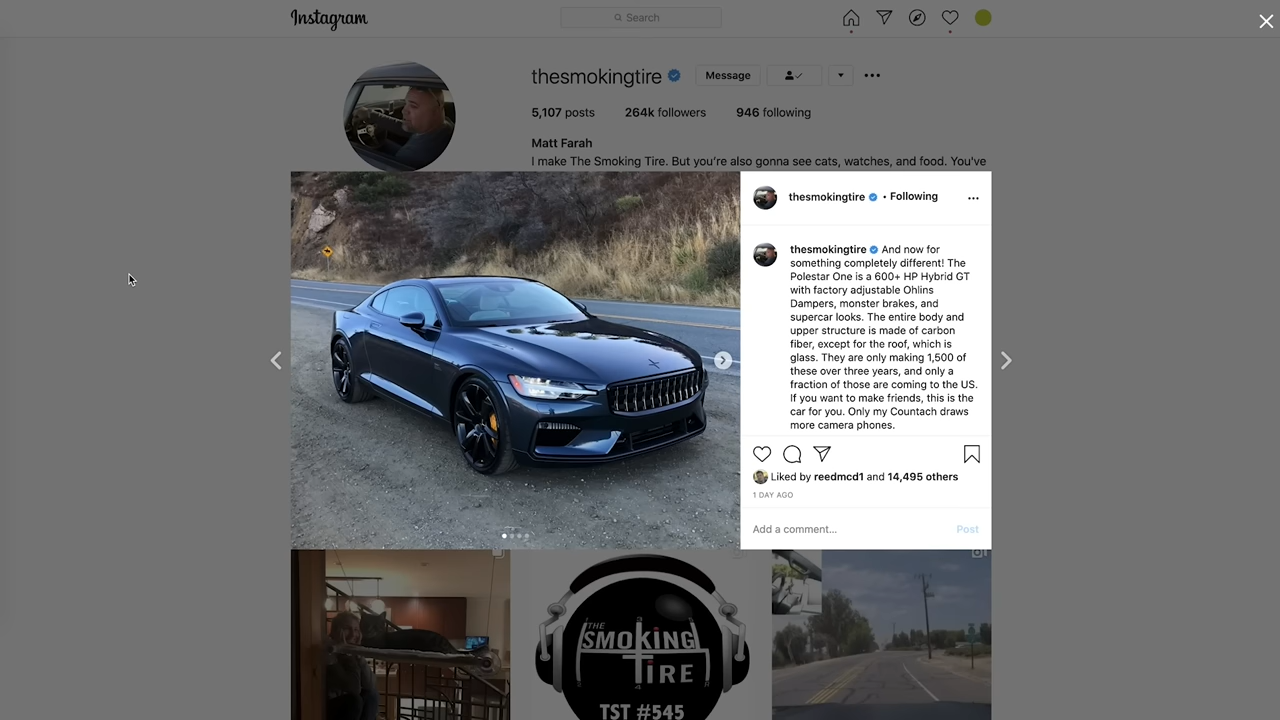 Instagram
Search
thesmokingtire
Message
5,107 posts 264k followers 946 following
Matt Farah
I make The Smoking Tire. But you're also gonna see cats, watches, and food. You've
thesmokingtire • Following
thesmokingtire And now for
something completely different! The
Polestar One is a 600+ HP Hybrid GT
with factory adjustable Ohlins
Dampers, monster brakes, and
supercar looks. The entire body and
upper structure is made of carbon
fiber, except for the roof, which is
glass. They are only making 1,500 of
these over three years, and only a
fraction of those are coming to the US.
If you want to make friends, this is the
car for you. Only my Countach draws
more camera phones.
Liked by reedmcd1 and 14,495 others
1 DAY AGO
Add a comment... Post
THE
SMOKING
TIRE
TST #545